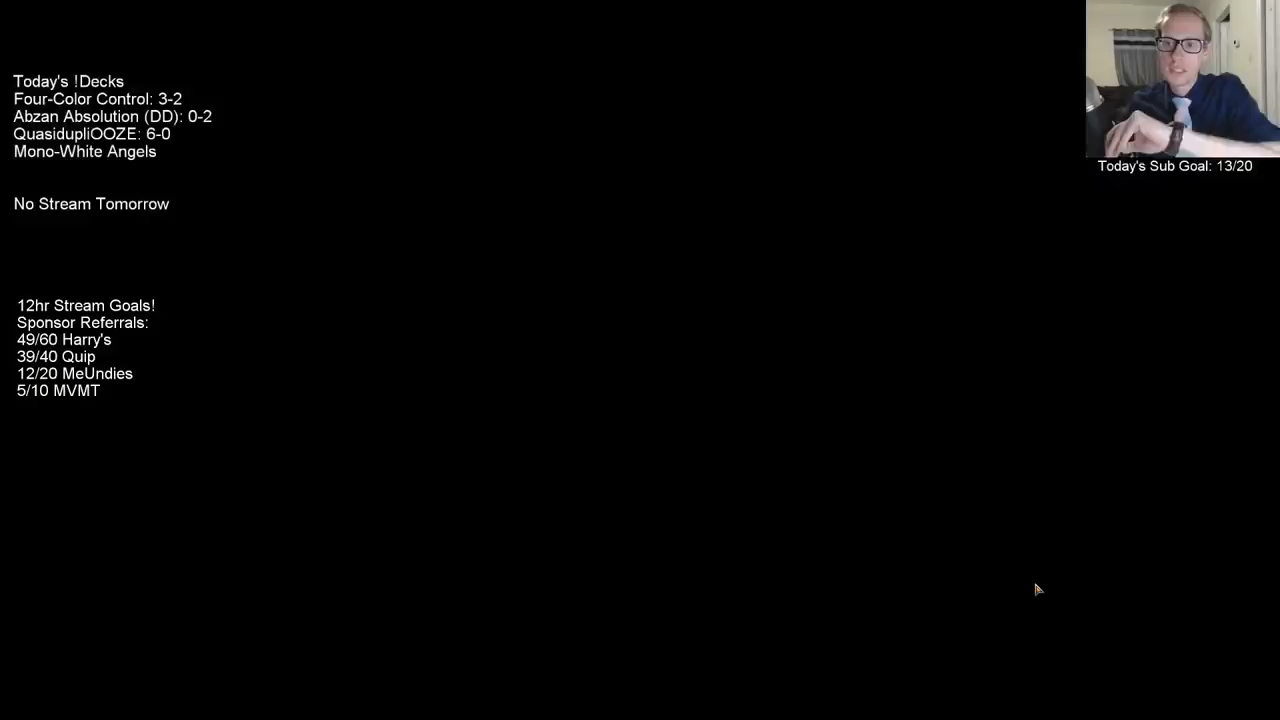 Today's !Decks
Four-Color Control: 3-2
Abzan Absolution (DD): 0-2
QuasidupliOOZE: 6-0
Mono-White Angels
No Stream Tomorrow
12hr Stream Goals!
Sponsor Referrals:
49/60 Harry's
39/40 Quip
12/20 MeUndies
5/10 MVMT
Today's Sub Goal: 13/20